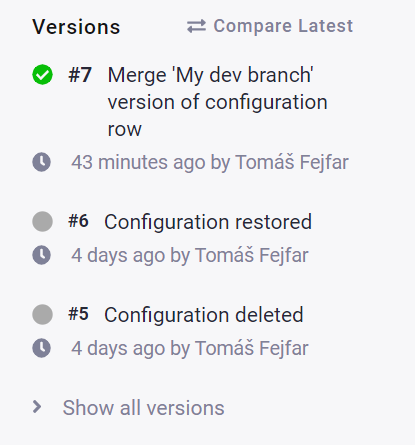 Versions Compare Latest
#7 Merge 'My dev branch'
version of configuration
row
43 minutes ago by Tomáš Fejfar
#6 Configuration restored
4 days ago by Tomáš Fejfar
#5 Configuration deleted
4 days ago by Tomáš Fejfar
Show all versions